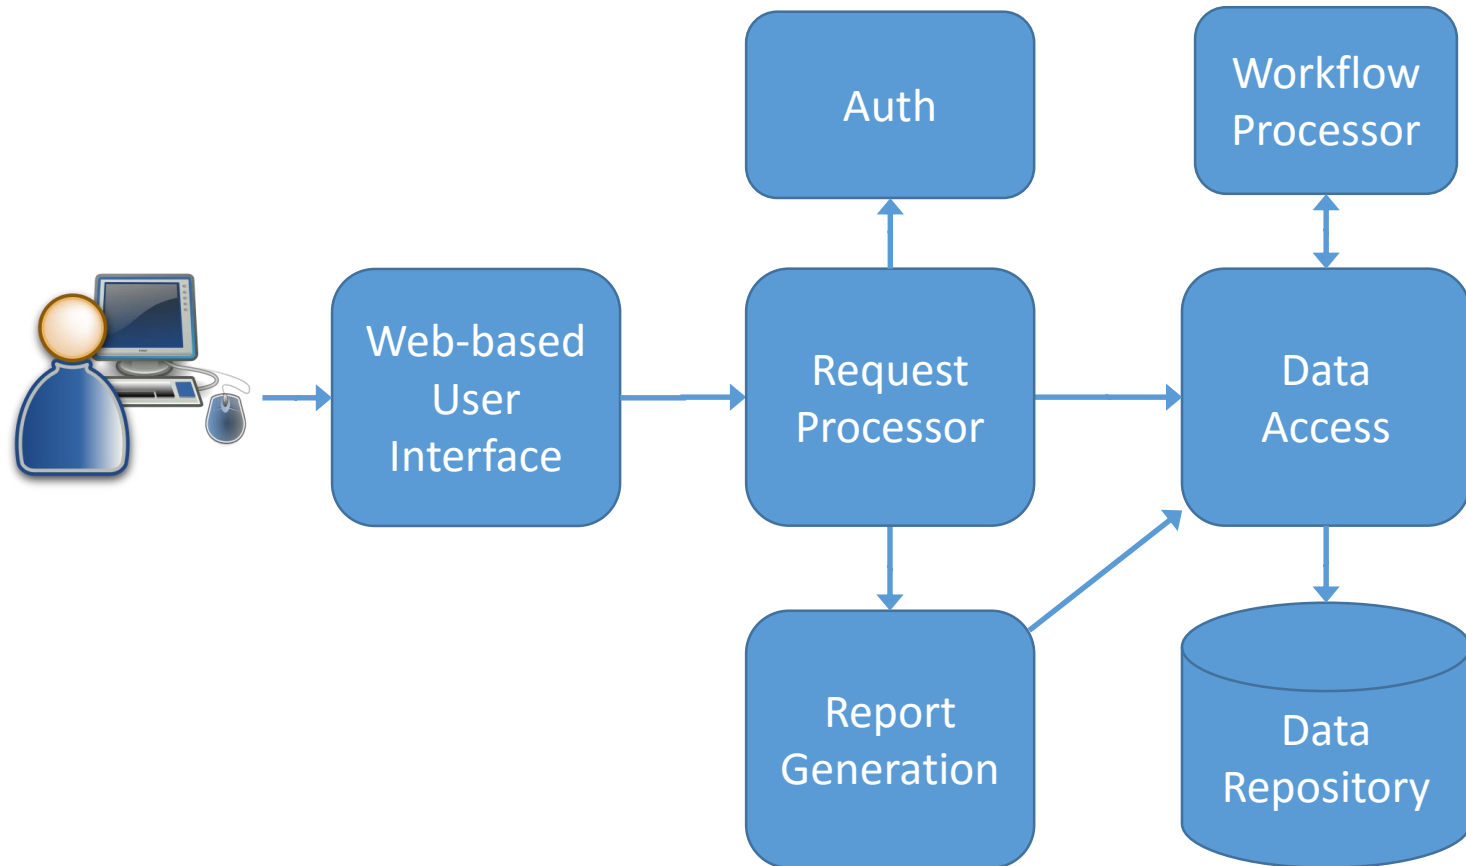 Auth
Workflow
Processor
Web-based
User
Interface
Request
Processor
Data
Access
Report
Generation
Data
Repository